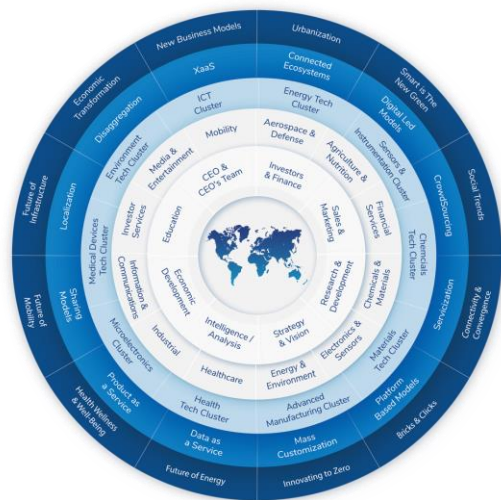 New Business Models
Urbanization
Smart is The
New Green
Social Trends
Connectivity &
Convergence
Bricks & Clicks
Innovating to Zero
Future of Energy
Health Wellness
& Well-Being
Future of
Mobility
Future of
Infrastructure
Economic
Transformation
XaaS
Connected
Ecosystems
Digital Led
Models
CrowdSourcing
Servicization
Platform
Based Models
Mass
Customization
Data as
a Service
Product as
a Service
Sharing
Models
Localization
Disaggregation
ICT
Cluster
Energy Tech
Cluster
Sensors &
Instrumentation Cluster
Chemcials
Tech Cluster
Materials
Tech Cluster
Advanced
Manufacturing Cluster
Health
Tech Cluster
Microelectronics
Cluster
Medical Devices
Tech Cluster
Environment
Tech Cluster
Mobility
Aerospace &
Defense
Agriculture &
Nutrition
Financial
Services
Chemicals &
Materials
Electronics &
Sensors
Energy &
Environment
Healthcare
Industrial
Information &
Communications
Investor
Services
Media &
Entertainment
CEO &
CEO's Team
Investors
& Finance
Sales &
Marketing
Research &
Development
Strategy
& Vision
Intelligence /
Analysis
Economic
Development
Education